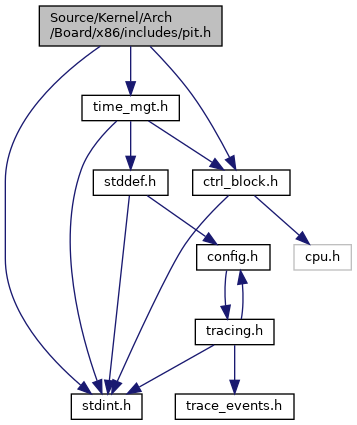 Source/Kernel/Arch
/Board/x86/includes/pit.h
time_mgt.h
stddef.h
ctrl_block.h
config.h
cpu.h
tracing.h
stdint.h
trace_events.h